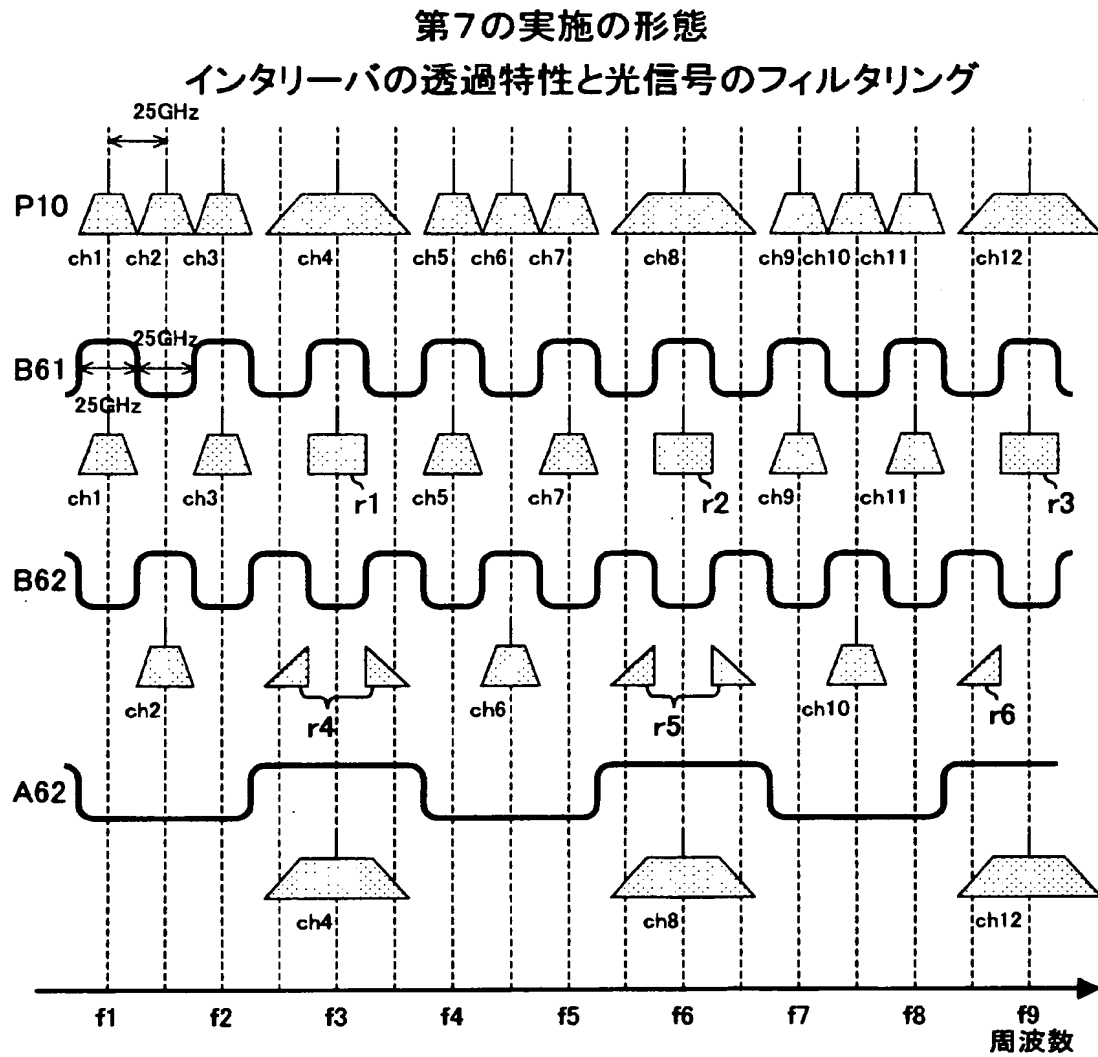 第7の実施の形態
インタリーバの透過特性と光信号のフィルタリング
25GHz
P10
ch1 ch2 ch3 ch4 ch5 ch6 ch7 ch8 ch9 ch10 ch11 ch12
25GHz
B61
25GHz
ch1 ch3 r1 ch5 ch7 r2 ch9 ch11 r3
B62
ch2 r4 ch6 r5 ch10 r6
A62
ch4 ch8 ch12
f1 f2 f3 f4 f5 f6 f7 f8 f9
周波数